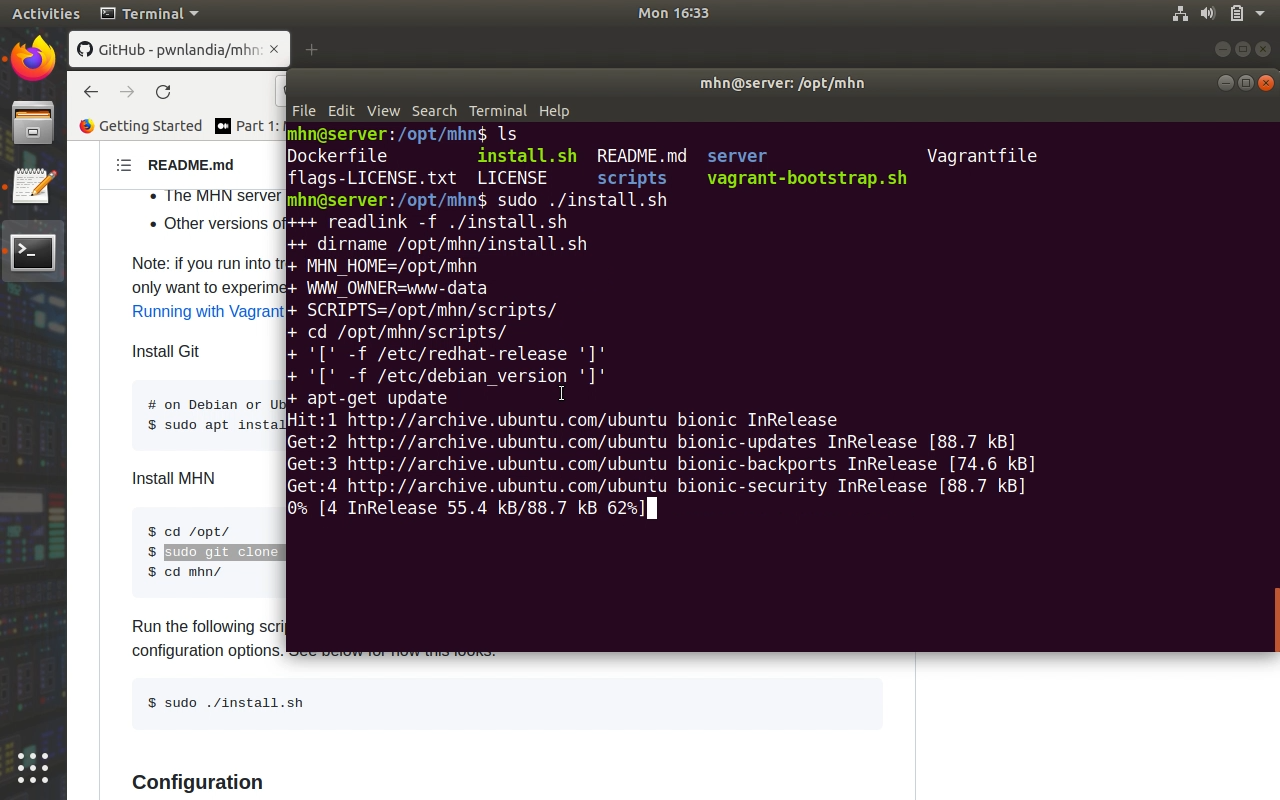 Activities Terminal Mon 16:33
GitHub - pwnlandia/mhn:
mhn@server: /opt/mhn
File Edit View Search Terminal Help
Getting Started Part 1:
README.md
The MHN server
Other versions of
Note: if you run into
only want to
Running with Vagrant
Install Git
# on Debian or
$ sudo apt
Install MHN
$ cd /opt/
$ sudo git clone
$ cd mhn/
Run the following
configuration options. See below for how this looks.
$ sudo ./install.sh
Configuration
mhn@server:/opt/mhn$ ls
Dockerfile install.sh README.md server Vagrantfile
flags-LICENSE.txt LICENSE scripts vagrant-bootstrap.sh
mhn@server:/opt/mhn$ sudo ./install.sh
+++ readlink -f ./install.sh
++ dirname /opt/mhn/install.sh
+ MHN_HOME=/opt/mhn
+ WWW_OWNER=www-data
+ SCRIPTS=/opt/mhn/scripts/
+ cd /opt/mhn/scripts/
+ '[' -f /etc/redhat-release ']'
+ '[' -f /etc/debian_version ']'
+ apt-get update
Hit:1 http://archive.ubuntu.com/ubuntu bionic InRelease
Get:2 http://archive.ubuntu.com/ubuntu bionic-updates InRelease [88.7 kB]
Get:3 http://archive.ubuntu.com/ubuntu bionic-backports InRelease [74.6 kB]
Get:4 http://archive.ubuntu.com/ubuntu bionic-security InRelease [88.7 kB]
0% [4 InRelease 55.4 kB/88.7 kB 62%]